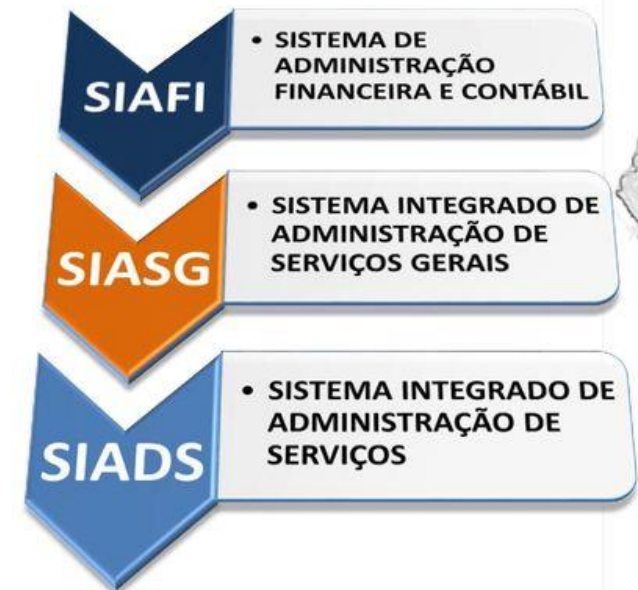 SIAFI
• SISTEMA DE
ADMINISTRAÇÃO
FINANCEIRA E CONTÁBIL
SIASG
• SISTEMA INTEGRADO DE
ADMINISTRAÇÃO DE
SERVIÇOS GERAIS
SIADS
• SISTEMA INTEGRADO DE
ADMINISTRAÇÃO DE
SERVIÇOS